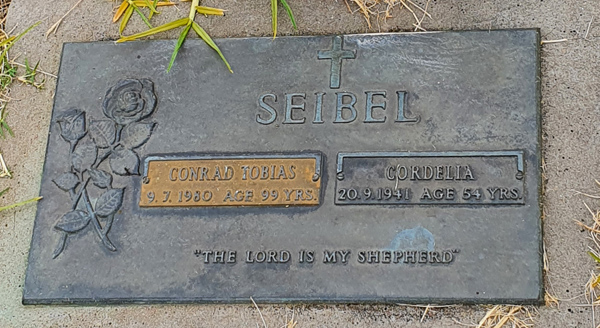 SEIBEL
CONRAD TOBIAS
9.7.1980 AGE 99 YRS.
CORDELIA
20.9.1941 AGE 54 YRS.
"THE LORD IS MY SHEPHERD"